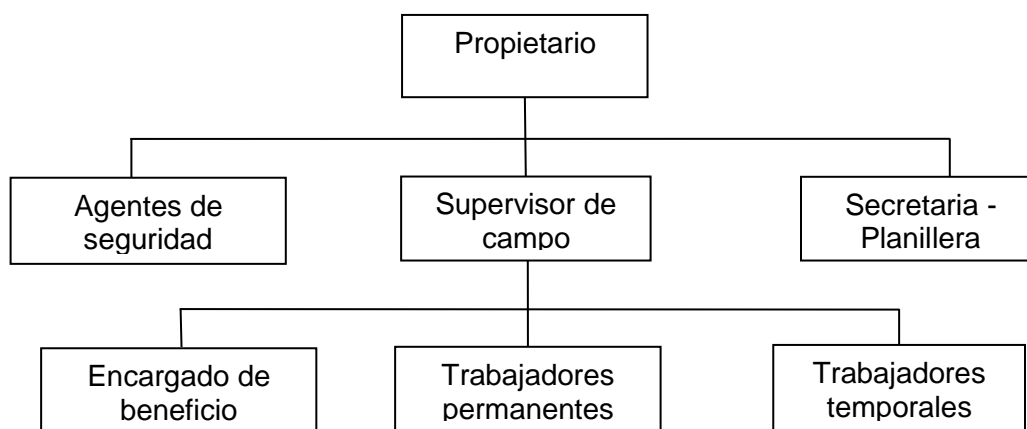 Propietario
Agentes de
seguridad
Supervisor de
campo
Secretaria -
Planillera
Encargado de
beneficio
Trabajadores
permanentes
Trabajadores
temporales